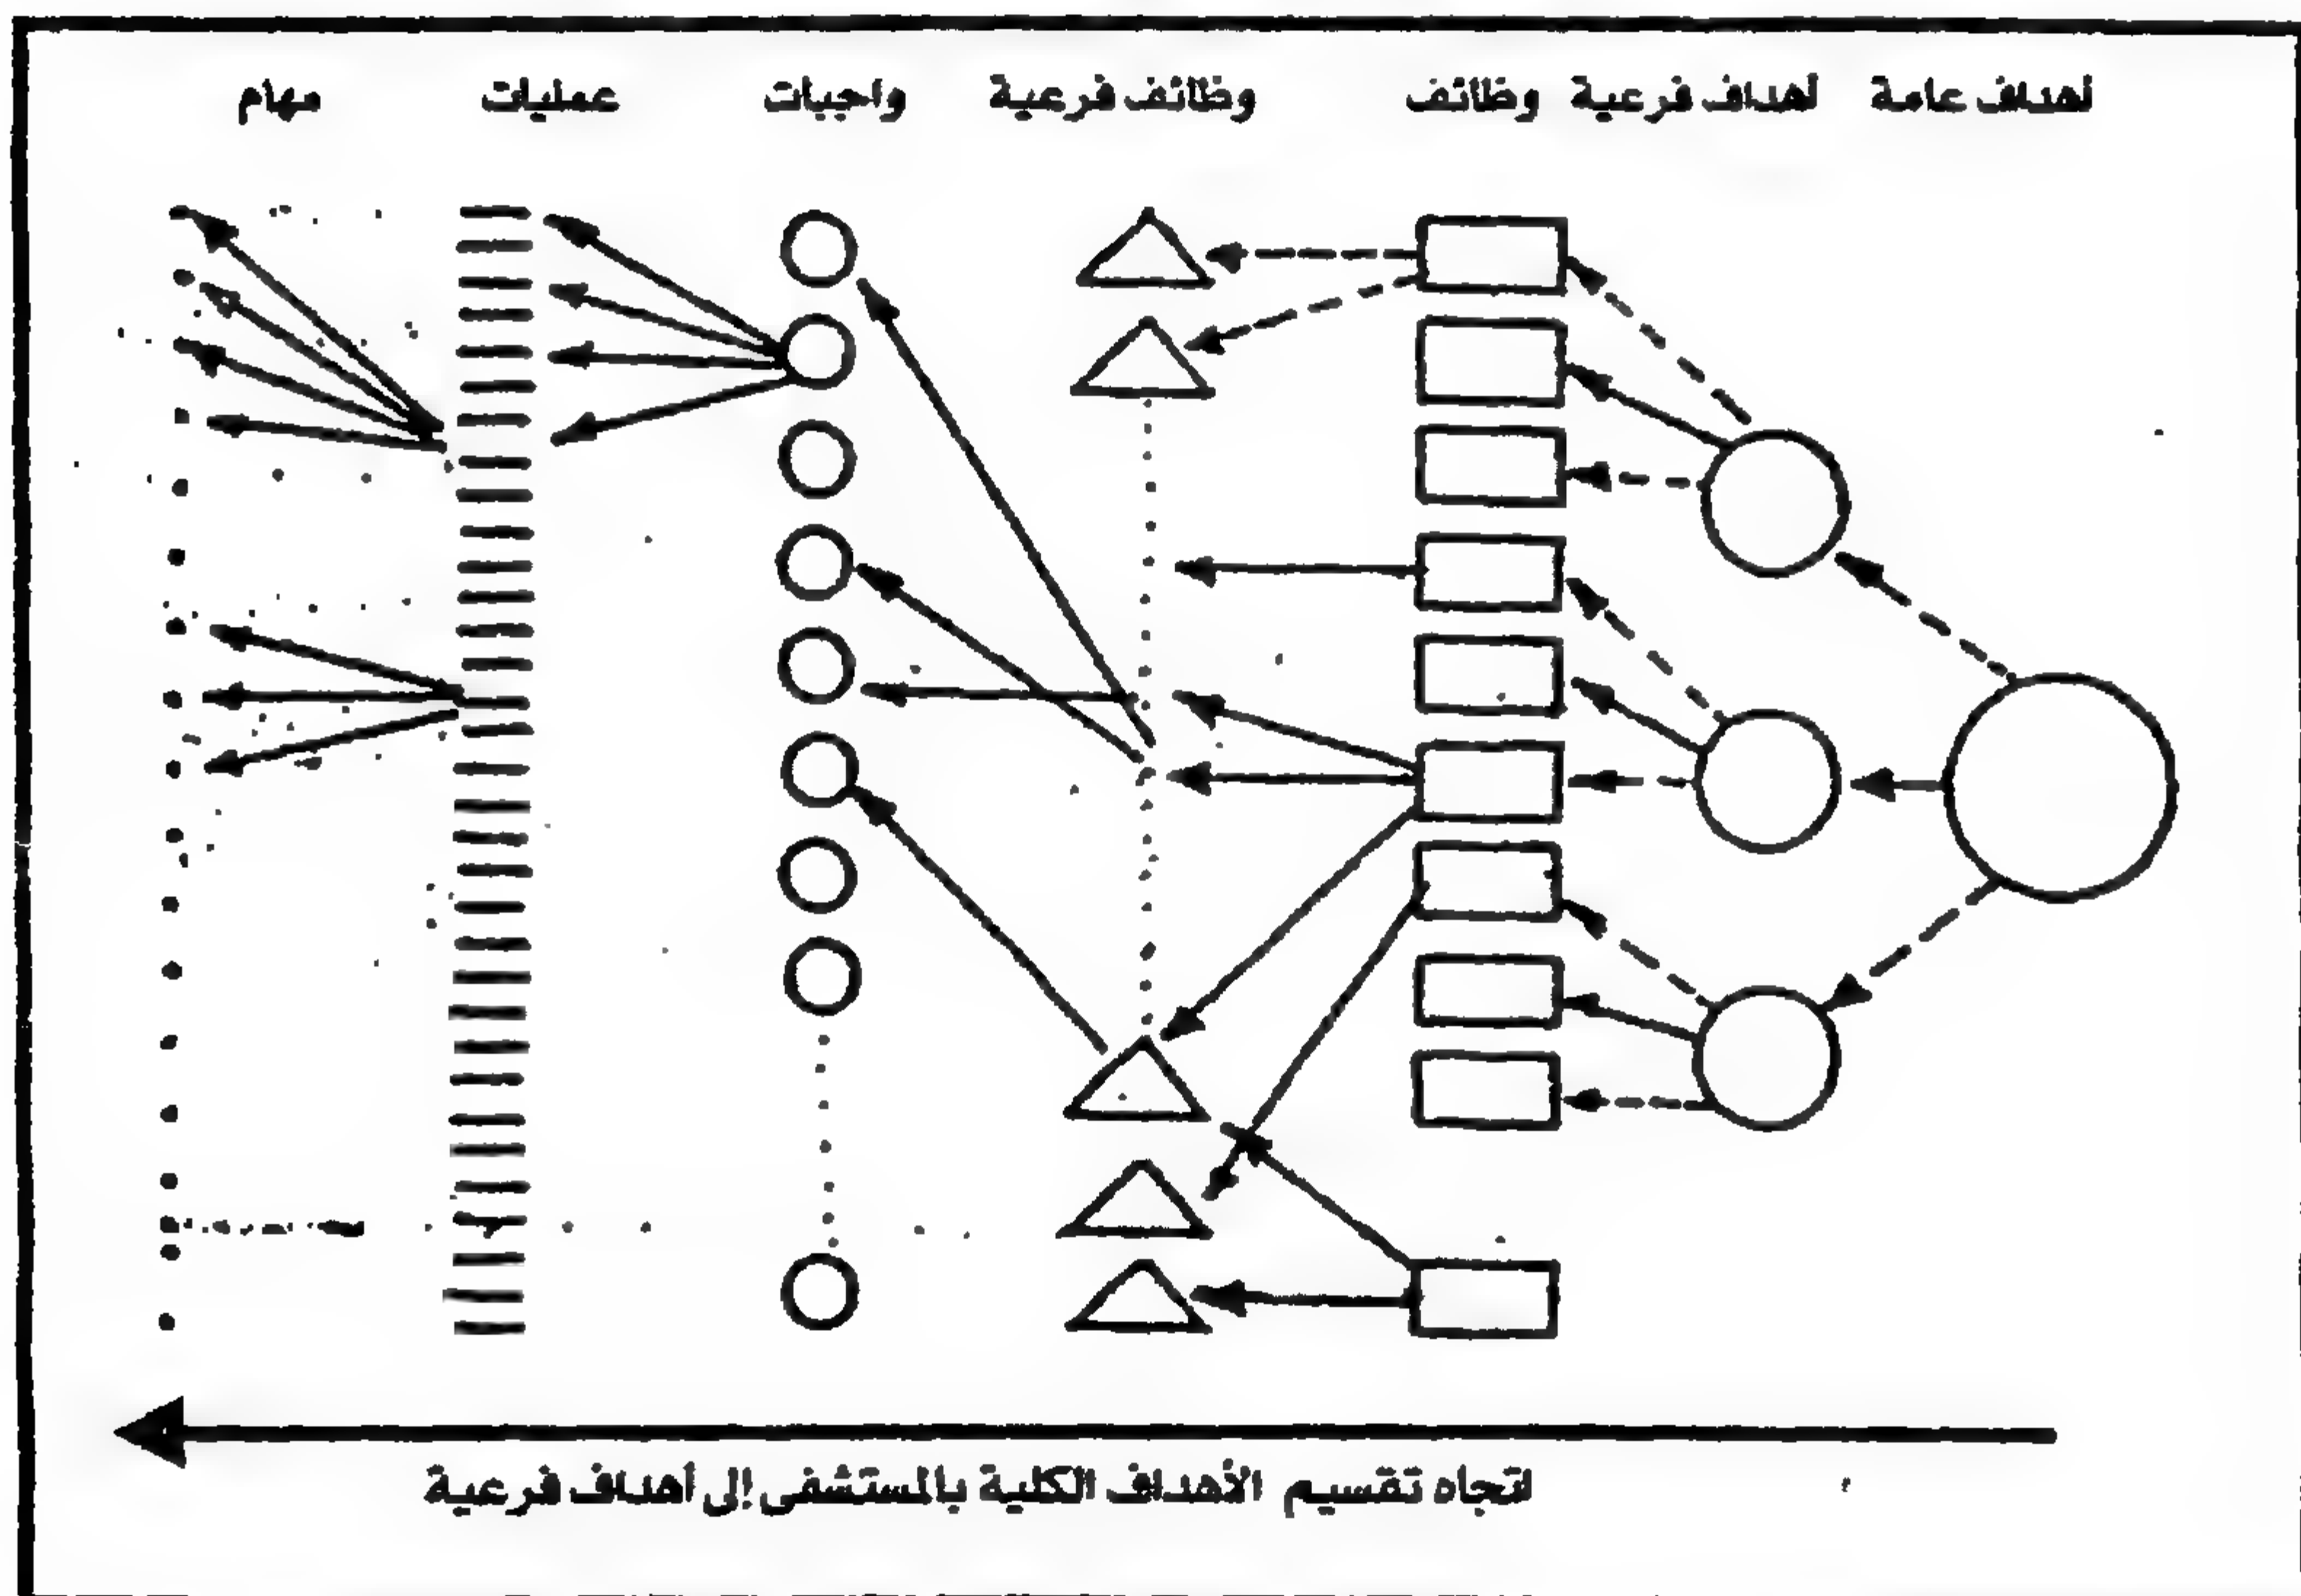 أهداف عامة أهداف فرعية وظائف وظائف فرعية واجبات عمليات مهام
اتجاه تقسيم الأهداف الكلية بالمستشفى إلى أهداف فرعية